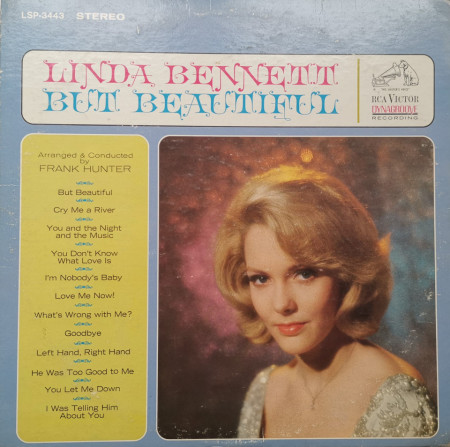 LSP-3443 STEREO
LINDA BENNETT
BUT BEAUTIFUL
"HIS MASTER'S VOICE"
RCA VICTOR
DYNAGROOVE
RECORDING
Arranged & Conducted
by
FRANK HUNTER
But Beautiful
Cry Me a River
You and the Night
and the Music
You Don't Know
What Love Is
I'm Nobody's Baby
Love Me Now!
What's Wrong with Me?
Goodbye
Left Hand, Right Hand
He Was Too Good to Me
You Let Me Down
I Was Telling Him
About You